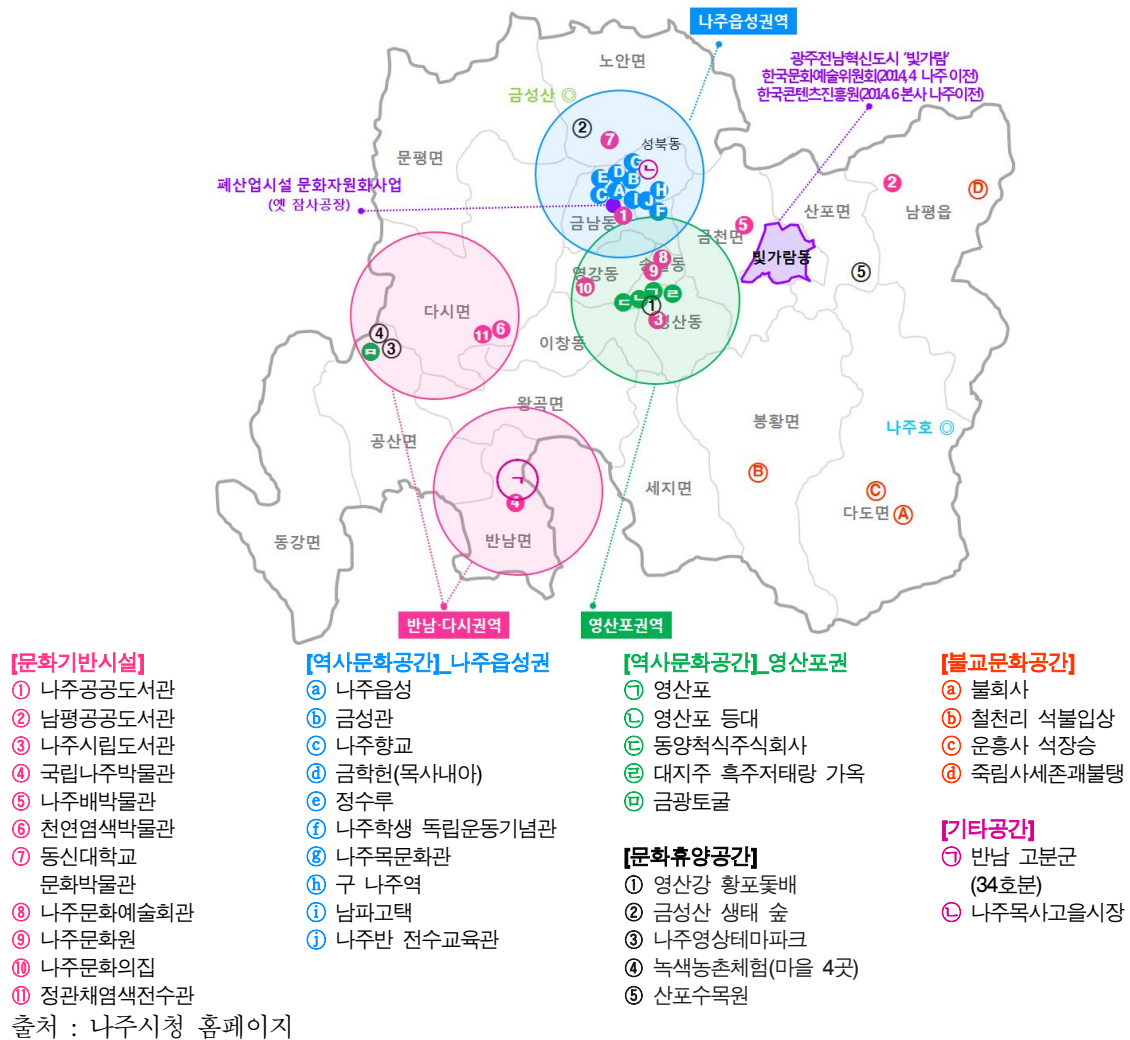 나주읍성권역
노안면
광주전남혁신도시 '빛가람'
한국문화예술위원회(2014.4 나주 이전)
한국콘텐츠진흥원(2014.6 본사 나주이전)
금성산 ◎
②
⑦
성북동
문평면
G
ㄴ
E D B
C A I J H
F
폐산업시설 문화자원화사업
(옛 잠사공장)
②
D
산포면
남평읍
금남동
①
⑤
금천면
빛가람동
⑧
⑨
영강동
⑩
⑤
ㄷ ㄴ ㄱ ㄹ
①
③
영산동
다시면
⑪ ⑥
④
ㅁ ③
이창동
왕곡면
봉황면
나주호 ◎
공산면
ㄱ
④
세지면
B
C
다도면 A
동강면
반남면
반남·다시권역
영산포권역
[문화기반시설]
① 나주공공도서관
② 남평공공도서관
③ 나주시립도서관
④ 국립나주박물관
⑤ 나주배박물관
⑥ 천연염색박물관
⑦ 동신대학교
문화박물관
⑧ 나주문화예술회관
⑨ 나주문화원
⑩ 나주문화의집
⑪ 정관채염색전수관
[역사문화공간]_나주읍성권
ⓐ 나주읍성
ⓑ 금성관
ⓒ 나주향교
ⓓ 금학헌(목사내아)
ⓔ 정수루
ⓕ 나주학생 독립운동기념관
ⓖ 나주목문화관
ⓗ 구 나주역
ⓘ 남파고택
ⓙ 나주반 전수교육관
[역사문화공간]_영산포권
㉠ 영산포
㉡ 영산포 등대
㉢ 동양척식주식회사
㉣ 대지주 흑주저태랑 가옥
㉤ 금광토굴
[문화휴양공간]
① 영산강 황포돛배
② 금성산 생태 숲
③ 나주영상테마파크
④ 녹색농촌체험(마을 4곳)
⑤ 산포수목원
[불교문화공간]
ⓐ 불회사
ⓑ 철천리 석불입상
ⓒ 운흥사 석장승
ⓓ 죽림사세존괘불탱
[기타공간]
㉠ 반남 고분군
(34호분)
㉡ 나주목사고을시장
출처 : 나주시청 홈페이지